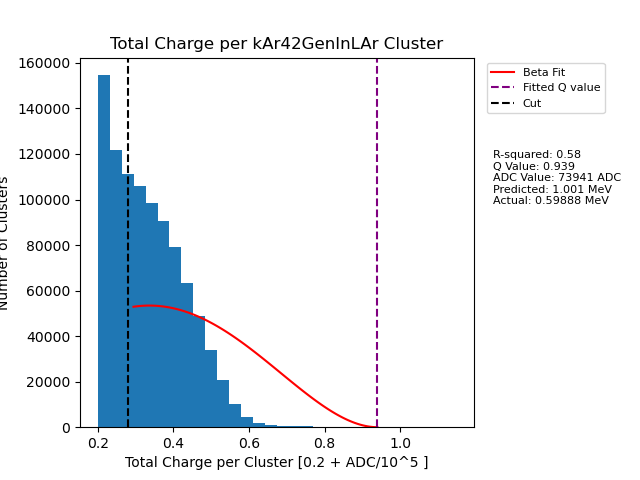 Total Charge per kAr42GenInLAr Cluster
160000
140000
120000
100000
80000
60000
40000
20000
0
Number of Clusters
0.2
0.4
0.6
0.8
1.0
Total Charge per Cluster [0.2 + ADC/10^5 ]
Beta Fit
Fitted Q value
Cut
R-squared: 0.58
Q Value: 0.939
ADC Value: 73941 ADC
Predicted: 1.001 MeV
Actual: 0.59888 MeV